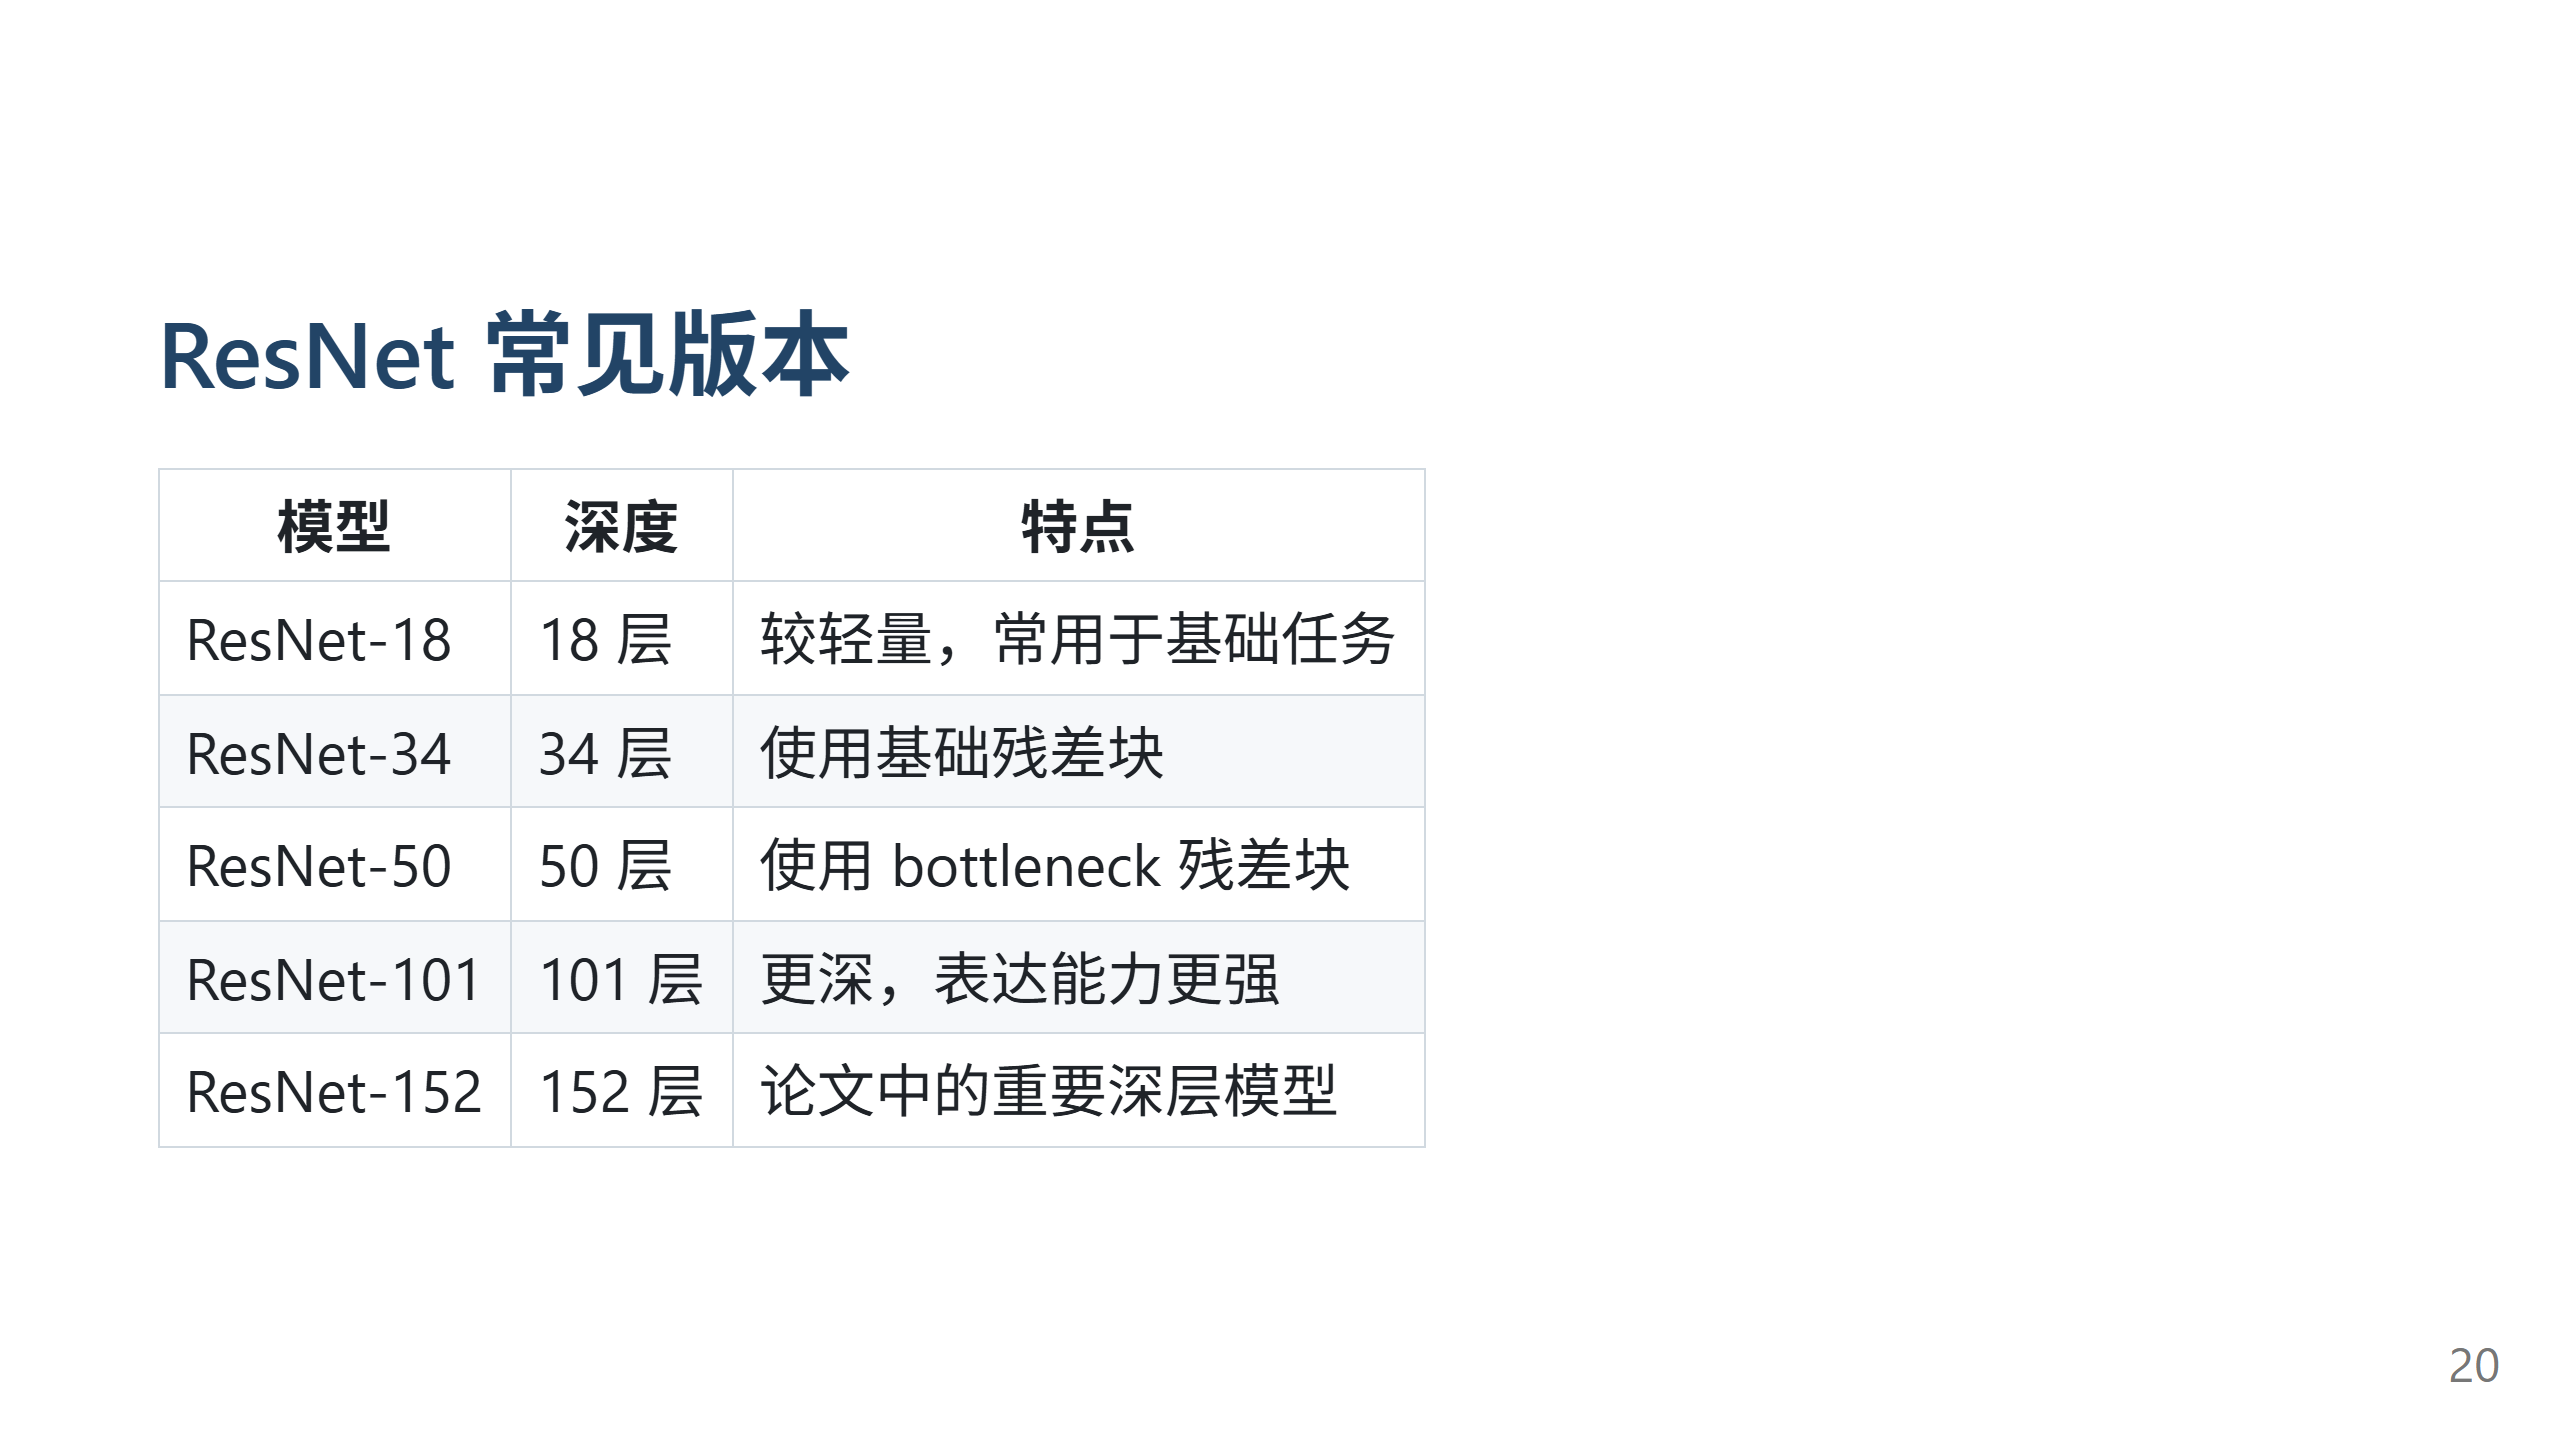 ResNet 常见版本
模型 深度 特点
ResNet-18 18 层 较轻量，常用于基础任务
ResNet-34 34 层 使用基础残差块
ResNet-50 50 层 使用 bottleneck 残差块
ResNet-101 101 层 更深，表达能力更强
ResNet-152 152 层 论文中的重要深层模型
20